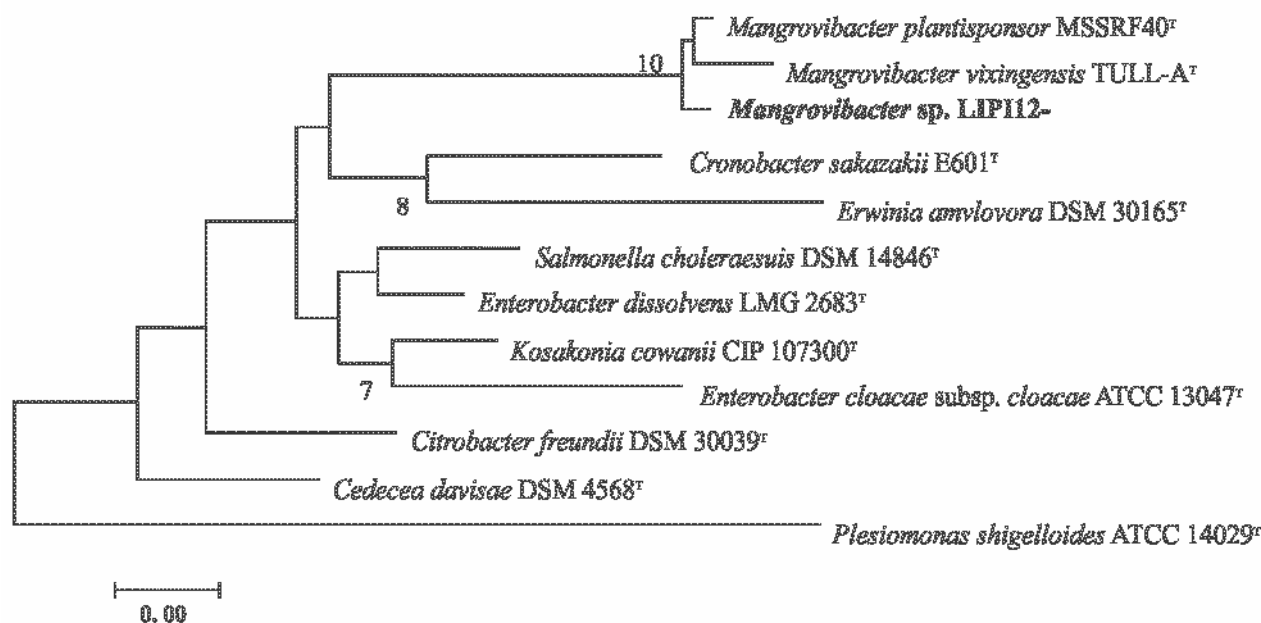 Mangrovibacter plantisponsor MSSRF40ᵀ
10
Mangrovibacter vixingensis TULL-Aᵀ
Mangrovibacter sp. LIPI12-
Cronobacter sakazakii E601ᵀ
8
Erwinia amvlovora DSM 30165ᵀ
Salmonella choleraesuis DSM 14846ᵀ
Enterobacter dissolvens LMG 2683ᵀ
Kosakonia cowanii CIP 107300ᵀ
7
Enterobacter cloacae subsp. cloacae ATCC 13047ᵀ
Citrobacter freundii DSM 30039ᵀ
Cedecea davisae DSM 4568ᵀ
Plesiomonas shigelloides ATCC 14029ᵀ
0.00